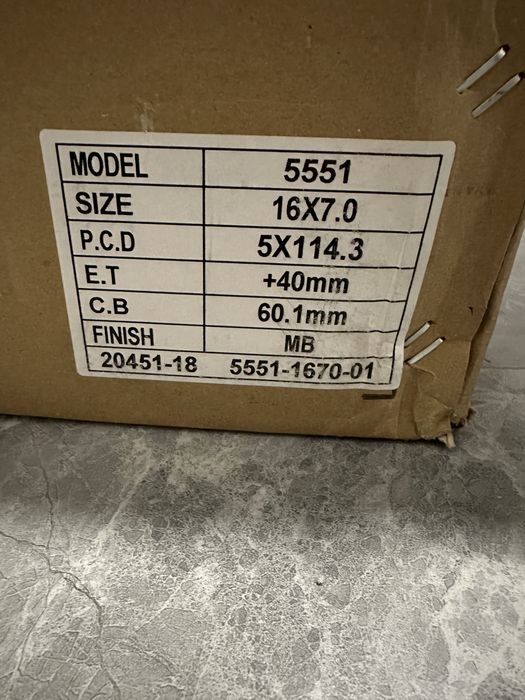 MODEL 5551
SIZE 16X7.0
P.C.D 5X114.3
E.T +40mm
C.B 60.1mm
FINISH MB
20451-18 5551-1670-01